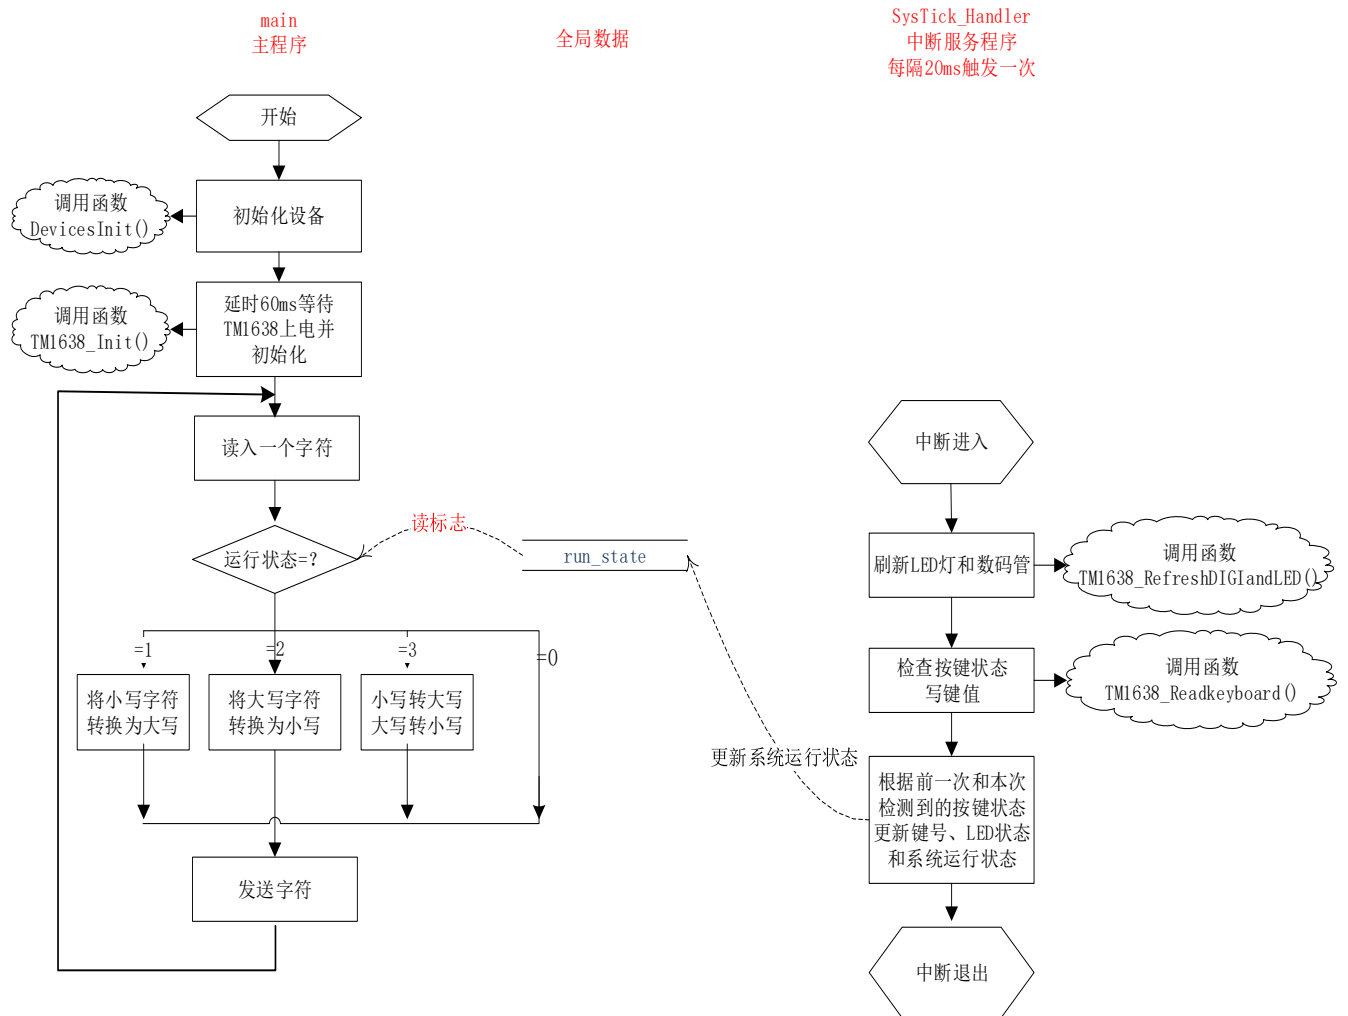 main
主程序
全局数据
SysTick_Handler
中断服务程序
每隔20ms触发一次
开始
调用函数
DevicesInit()
初始化设备
调用函数
TM1638_Init()
延时60ms等待
TM1638上电并
初始化
读入一个字符
运行状态=?
读标志
run_state
=1
=2
=3
=0
将小写字符
转换为大写
将大写字符
转换为小写
小写转大写
大写转小写
发送字符
更新系统运行状态
中断进入
刷新LED灯和数码管
调用函数
TM1638_RefreshDIGIandLED()
检查按键状态
写键值
调用函数
TM1638_Readkeyboard()
根据前一次和本次
检测到的按键状态
更新键号、LED状态
和系统运行状态
中断退出